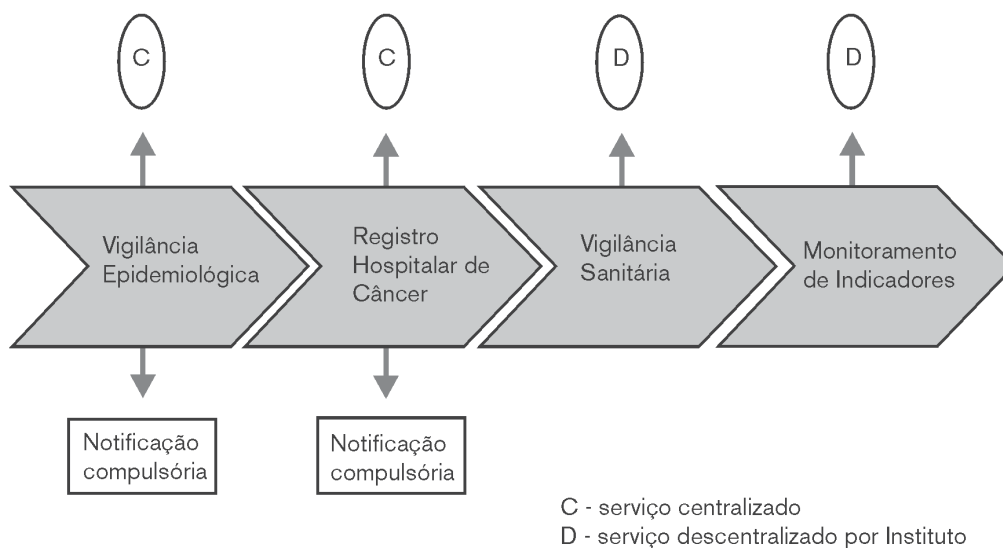 C
C
D
D
Vigilância
Epidemiológica
Registro
Hospitalar de
Câncer
Vigilância
Sanitária
Monitoramento
de Indicadores
Notificação
compulsória
Notificação
compulsória
C - serviço centralizado
D - serviço descentralizado por Instituto